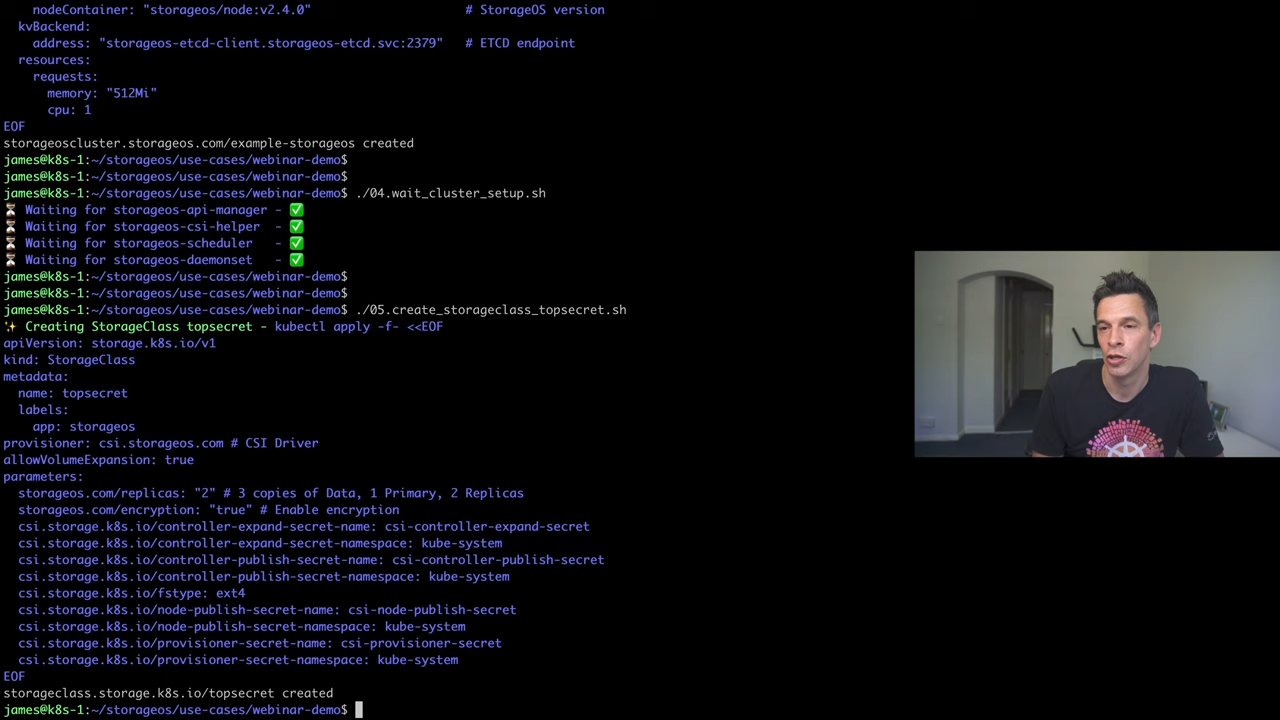 nodeContainer: "storageos/node:v2.4.0" # StorageOS version
kvBackend:
address: "storageos-etcd-client.storageos-etcd.svc:2379" # ETCD endpoint
resources:
requests:
memory: "512Mi"
cpu: 1
EOF
storageoscluster.storageos.com/example-storageos created
james@k8s-1:~/storageos/use-cases/webinar-demo$
james@k8s-1:~/storageos/use-cases/webinar-demo$
james@k8s-1:~/storageos/use-cases/webinar-demo$ ./04.wait_cluster_setup.sh
⏳ Waiting for storageos-api-manager - ✅
⏳ Waiting for storageos-csi-helper - ✅
⏳ Waiting for storageos-scheduler - ✅
⏳ Waiting for storageos-daemonset - ✅
james@k8s-1:~/storageos/use-cases/webinar-demo$
james@k8s-1:~/storageos/use-cases/webinar-demo$
james@k8s-1:~/storageos/use-cases/webinar-demo$ ./05.create_storageclass_topsecret.sh
✨ Creating StorageClass topsecret - kubectl apply -f- <<EOF
apiVersion: storage.k8s.io/v1
kind: StorageClass
metadata:
name: topsecret
labels:
app: storageos
provisioner: csi.storageos.com # CSI Driver
allowVolumeExpansion: true
parameters:
storageos.com/replicas: "2" # 3 copies of Data, 1 Primary, 2 Replicas
storageos.com/encryption: "true" # Enable encryption
csi.storage.k8s.io/controller-expand-secret-name: csi-controller-expand-secret
csi.storage.k8s.io/controller-expand-secret-namespace: kube-system
csi.storage.k8s.io/controller-publish-secret-name: csi-controller-publish-secret
csi.storage.k8s.io/controller-publish-secret-namespace: kube-system
csi.storage.k8s.io/fstype: ext4
csi.storage.k8s.io/node-publish-secret-name: csi-node-publish-secret
csi.storage.k8s.io/node-publish-secret-namespace: kube-system
csi.storage.k8s.io/provisioner-secret-name: csi-provisioner-secret
csi.storage.k8s.io/provisioner-secret-namespace: kube-system
EOF
storageclass.storage.k8s.io/topsecret created
james@k8s-1:~/storageos/use-cases/webinar-demo$